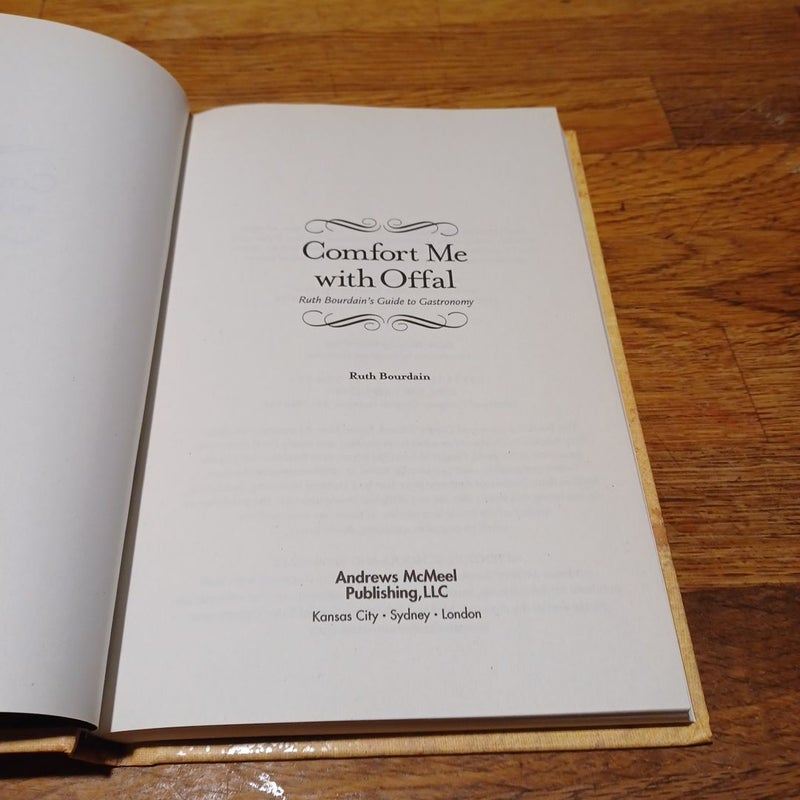 Comfort Me
with Offal
Ruth Bourdain's Guide to Gastronomy
Ruth Bourdain
Andrews McMeel
Publishing, LLC
Kansas City • Sydney • London